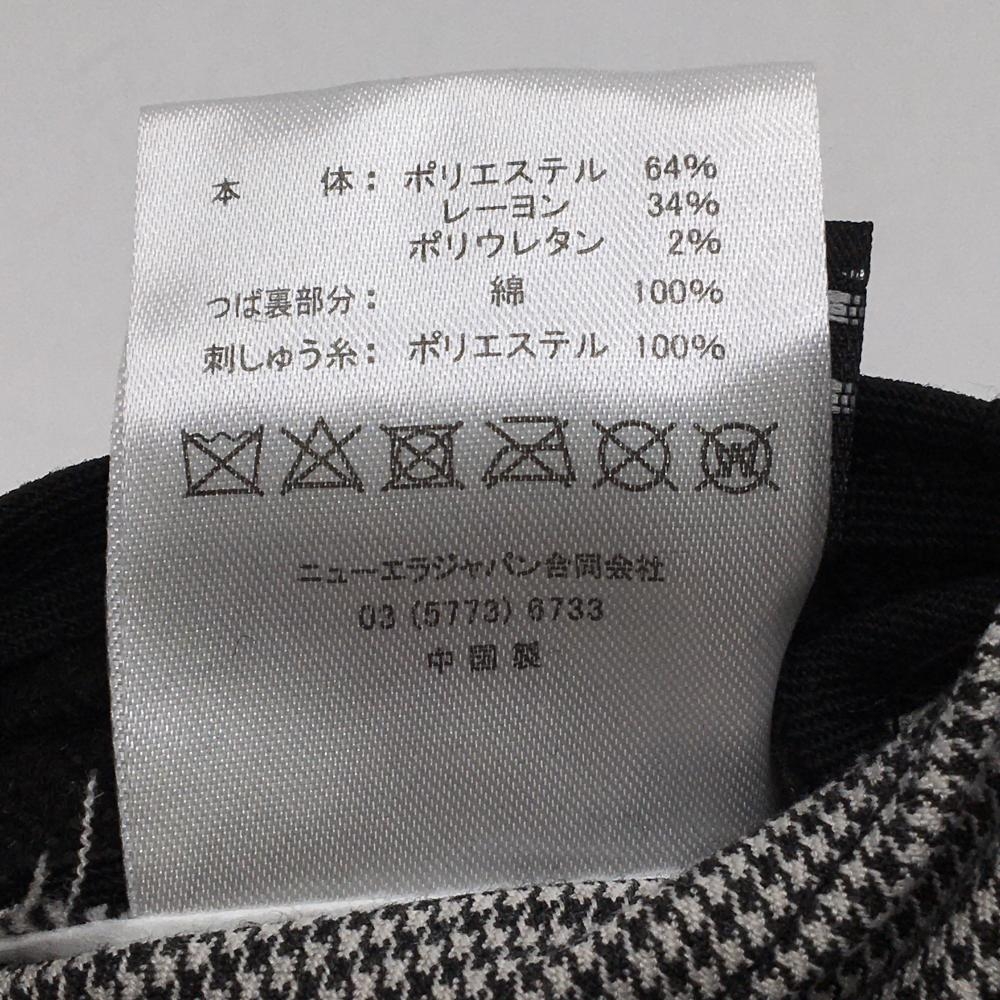 本　　体： ポリエステル 64%
レーヨン 34%
ポリウレタン 2%
つば裏部分： 綿 100%
刺しゅう糸： ポリエステル 100%
ニューエラジャパン合同会社
03 (5773) 6733
中国製